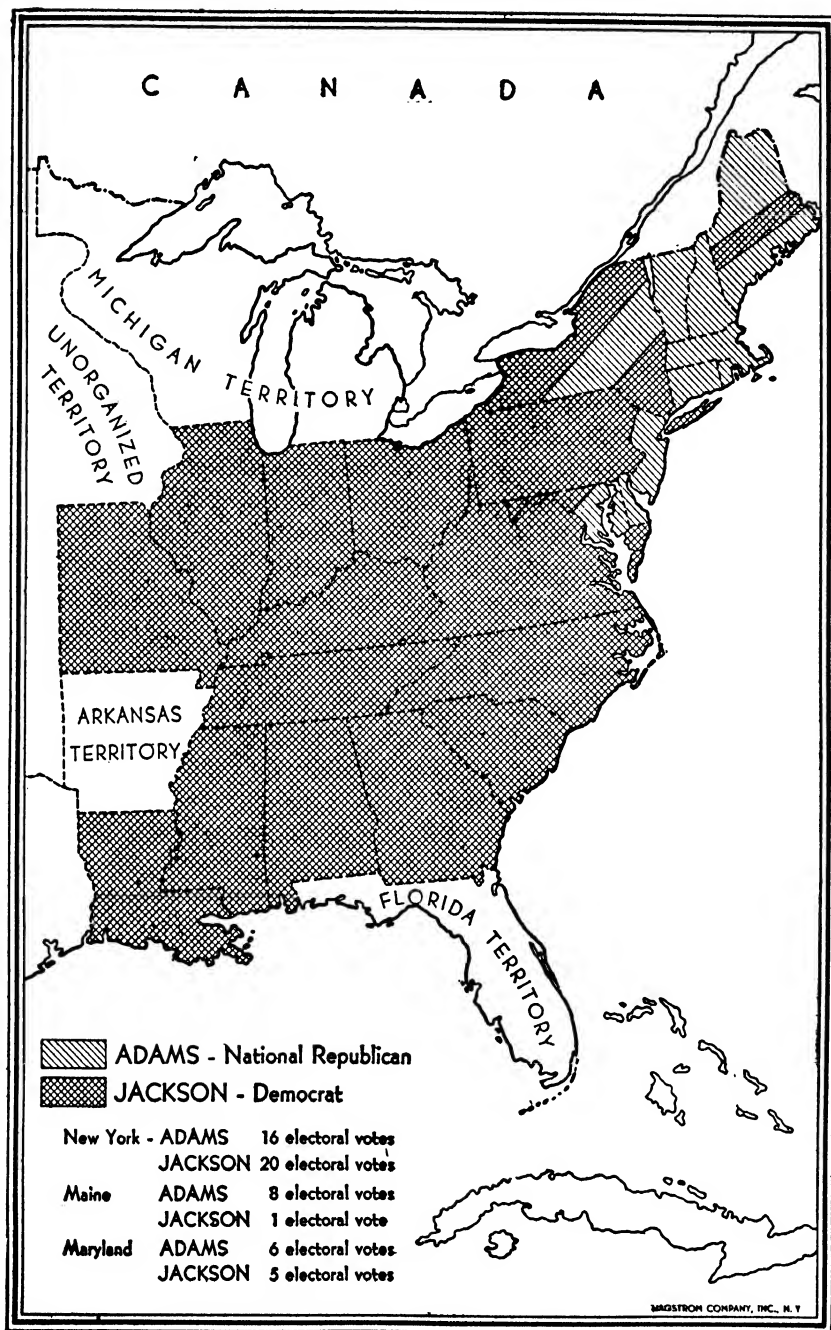 C A N A D A
MICHIGAN TERRITORY
UNORGANIZED
TERRITORY
ARKANSAS
TERRITORY
FLORIDA TERRITORY
ADAMS - National Republican
JACKSON - Democrat
New York - ADAMS 16 electoral votes
JACKSON 20 electoral votes
Maine ADAMS 8 electoral votes
JACKSON 1 electoral vote
Maryland ADAMS 6 electoral votes
JACKSON 5 electoral votes
HAGSTROM COMPANY, INC., N. Y